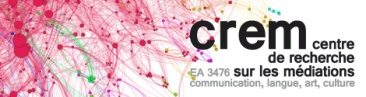 crem centre
de recherche
EA 3476 sur les médiations
communication, langue, art, culture